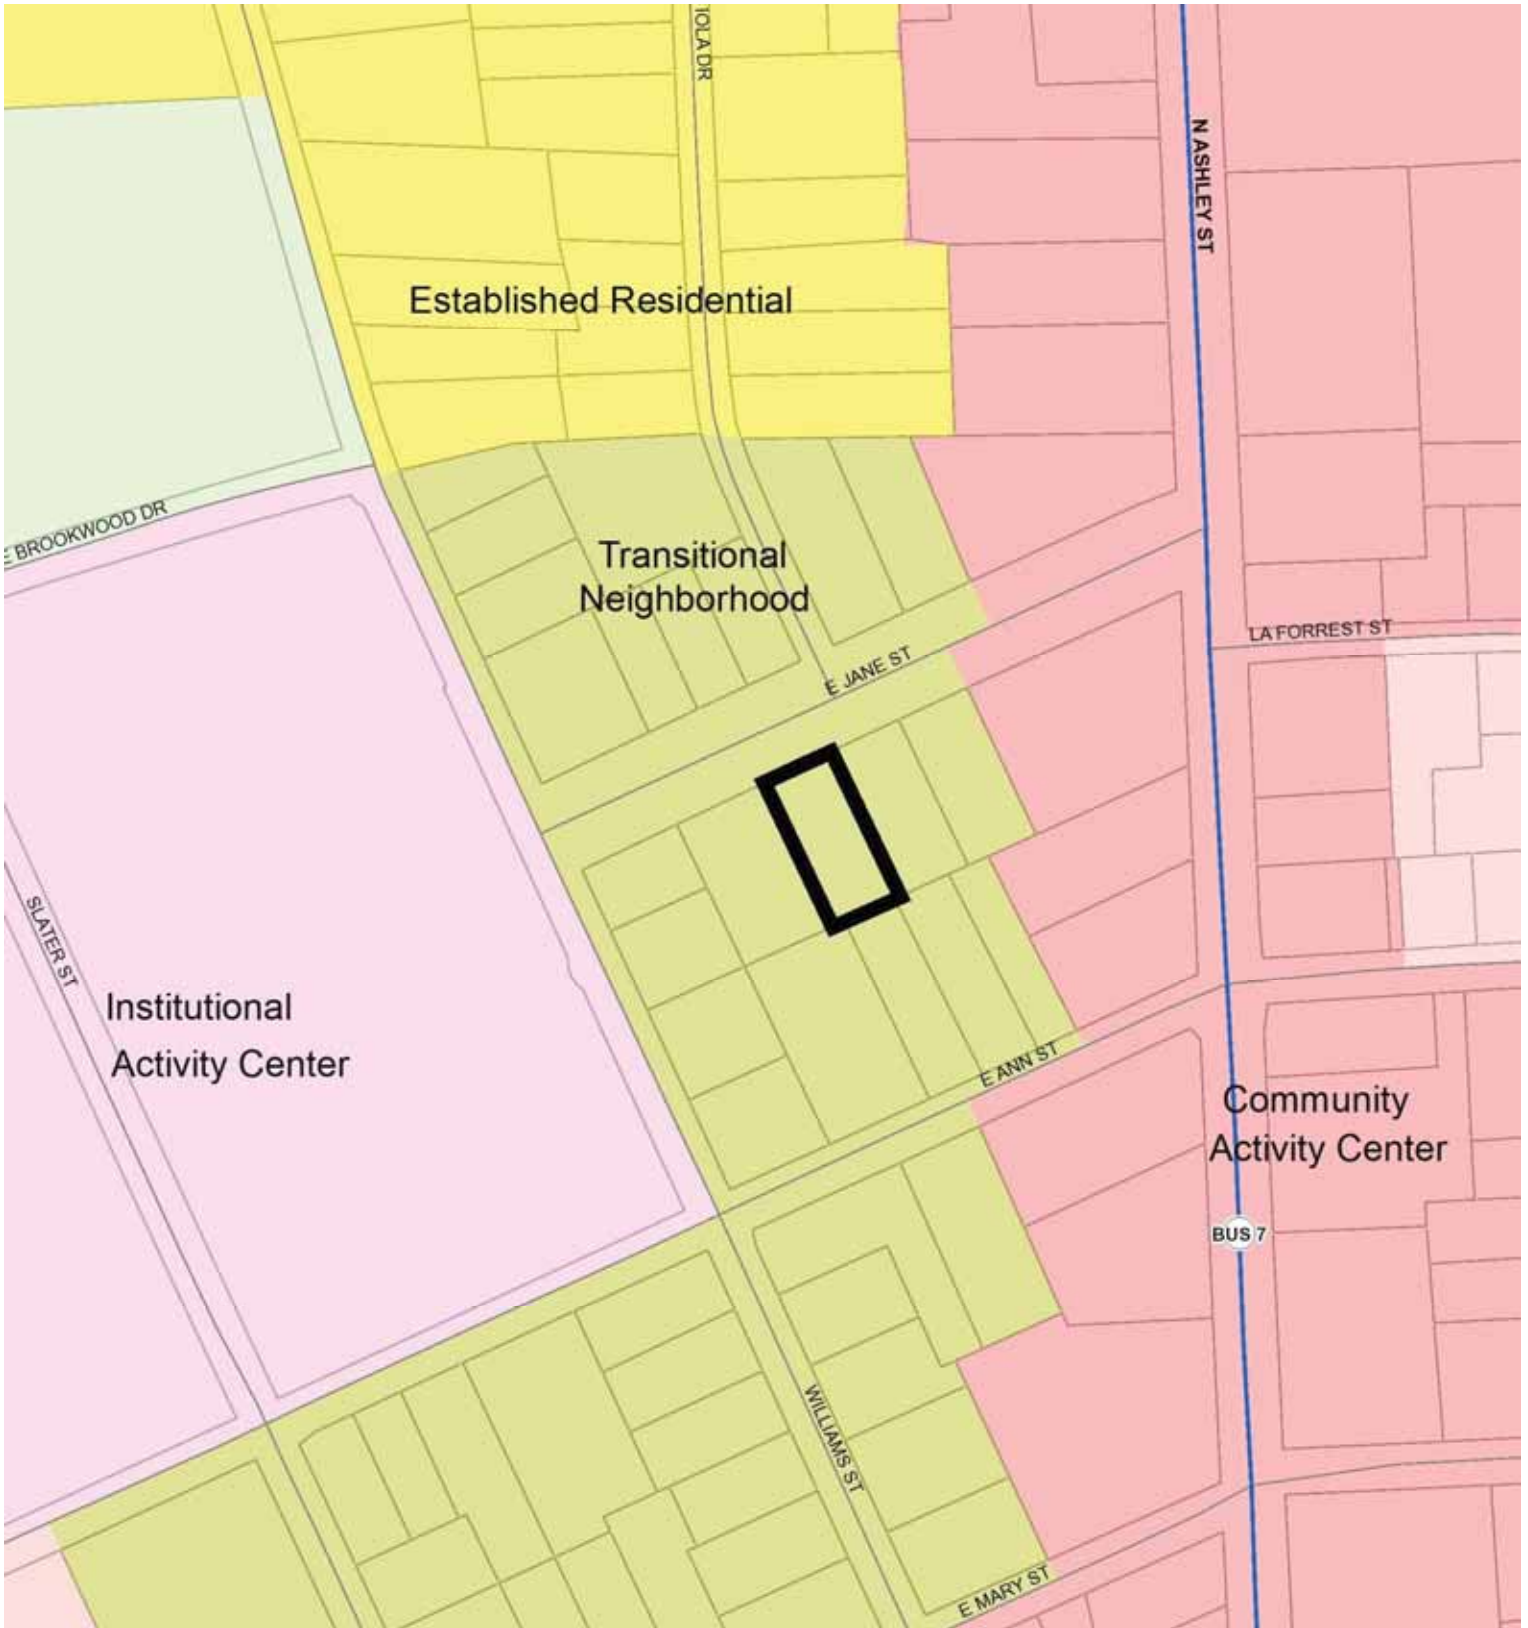 IOLA DR
N ASHLEY ST
Established Residential
E BROOKWOOD DR
Transitional
Neighborhood
LA FORREST ST
E JANE ST
SLATER ST
Institutional
Activity Center
E ANN ST
Community
Activity Center
BUS 7
WILLIAMS ST
E MARY ST